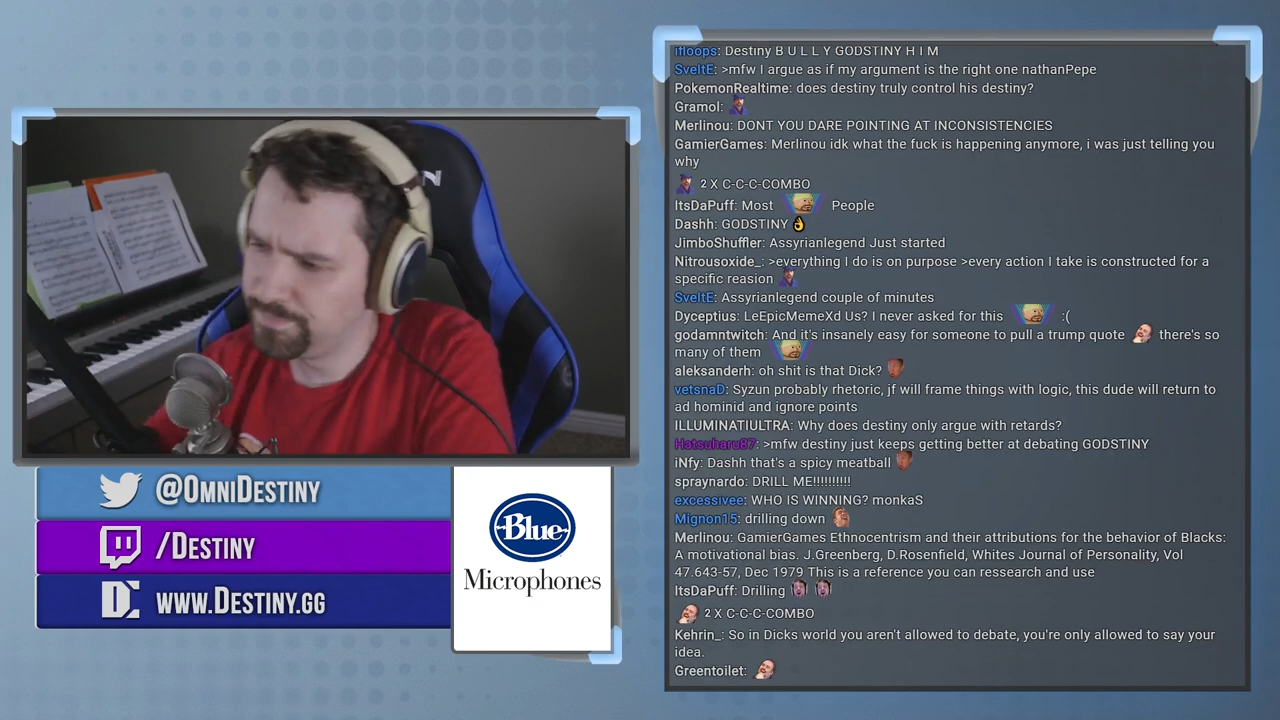 @OmniDestiny
/Destiny
www.Destiny.gg
Blue
Microphones
ifloops: Destiny B U L L Y GODSTINY H I M
SveltE: >mfw I argue as if my argument is the right one nathanPepe
PokemonRealtime: does destiny truly control his destiny?
Gramol:
Merlinou: DONT YOU DARE POINTING AT INCONSISTENCIES
GamierGames: Merlinou idk what the fuck is happening anymore, i was just telling you
why
2 X C-C-C-COMBO
ItsDaPuff: Most People
Dashh: GODSTINY 👌
JimboShuffler: Assyrianlegend Just started
Nitrousoxide_: >everything I do is on purpose >every action I take is constructed for a
specific reasion
SveltE: Assyrianlegend couple of minutes
Dyceptius: LeEpicMemeXd Us? I never asked for this :(
godamntwitch: And it's insanely easy for someone to pull a trump quote there's so
many of them
aleksanderh: oh shit is that Dick?
vetsnaD: Syzun probably rhetoric, jf will frame things with logic, this dude will return to
ad hominid and ignore points
ILLUMINATIULTRA: Why does destiny only argue with retards?
Hatsuharu87: >mfw destiny just keeps getting better at debating GODSTINY
iNfy: Dashh that's a spicy meatball
spraynardo: DRILL ME!!!!!!!!!!
excessivee: WHO IS WINNING? monkaS
Mignon15: drilling down
Merlinou: GamierGames Ethnocentrism and their attributions for the behavior of Blacks:
A motivational bias. J.Greenberg, D.Rosenfield, Whites Journal of Personality, Vol
47.643-57, Dec 1979 This is a reference you can ressearch and use
ItsDaPuff: Drilling
2 X C-C-C-COMBO
Kehrin_: So in Dicks world you aren't allowed to debate, you're only allowed to say your
idea.
Greentoilet: